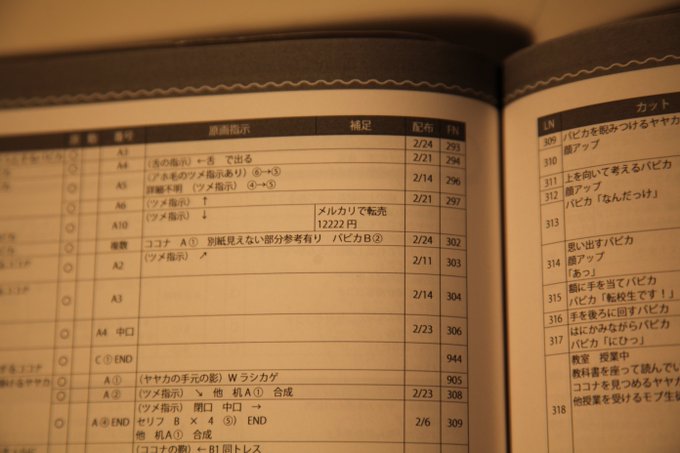 原 動 番号 原画指示 補足 配布 FN
A3 2/24 293
A4 (舌の指示) ←舌 で出る 2/21 294
(アホ毛のツメ指示あり) ⑥→⑤
A5 詳細不明 (ツメ指示) ④→⑤ 2/14 296
A6 (ツメ指示) ↑ 2/21 297
A10 (ツメ指示) ↓ メルカリで転売
12222 円
複数 ココナ A① 別紙見えない部分参考有り パピカB② 2/24 302
A2 (ツメ指示) ↗ 2/11 303
A3 2/14 304
A4 中口 2/23 306
C①END 944
A① (ヤヤカの手元の影) Wラシカゲ 905
A② (ツメ指示) ↘ 他 机A① 合成 2/23 308
(ツメ指示) 閉口 中口 →
A④END セリフ B × 4 ⑤) END 2/6 309
他 机A① 合成
(ココナの鞄) ←B1同トレス
LN カット
309 パピカを睨みつけるヤヤカ
310 顔アップ
311 上を向いて考えるパピカ
312 顔アップ
313 パピカ「なんだっけ」
思い出すパピカ
314 顔アップ
「あっ」
315 額に手を当てパピカ
パピカ「転校生です!」
316 手を後ろに回すパピカ
317 はにかみながらパピカ
パピカ「にひっ」
教室 授業中
教科書を座って読んでい
ココナを見つめるヤヤカ
318 他授業を受けるモブ生徒